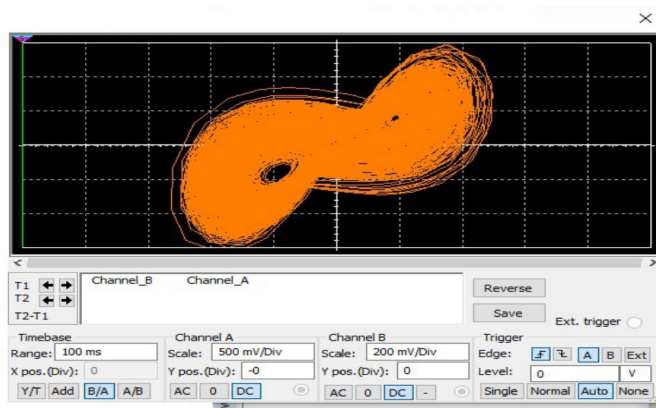 T1
T2
T2-T1
Channel_B Channel_A
Reverse
Save
Ext. trigger
Timebase
Range: 100 ms
X pos.(Div): 0
Y/T Add B/A A/B
Channel A
Scale: 500 mV/Div
Y pos.(Div): -0
AC 0 DC
Channel B
Scale: 200 mV/Div
Y pos.(Div): 0
AC 0 DC -
Trigger
Edge: A B Ext
Level: 0 V
Single Normal Auto None